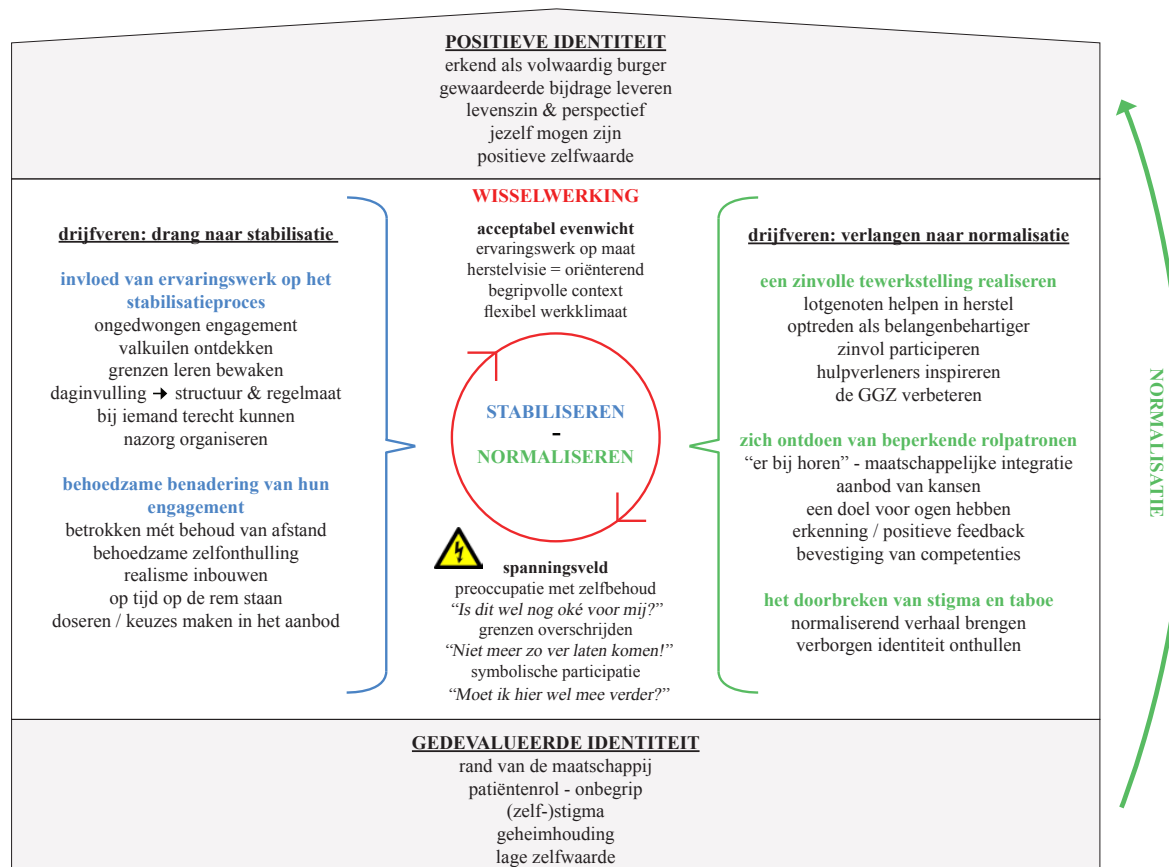 POSITIEVE IDENTITEIT
erkend als volwaardig burger
gewaardeerde bijdrage leveren
levenszin & perspectief
jezelf mogen zijn
positieve zelfwaarde
drijfveren: drang naar stabilisatie
invloed van ervaringswerk op het
stabilisatieproces
ongedwongen engagement
valkuilen ontdekken
grenzen leren bewaken
daginvulling ➔ structuur & regelmaat
bij iemand terecht kunnen
nazorg organiseren
behoedzame benadering van hun
engagement
betrokken mét behoud van afstand
behoedzame zelfonthulling
realisme inbouwen
op tijd op de rem staan
doseren / keuzes maken in het aanbod
WISSELWERKING
acceptabel evenwicht
ervaringswerk op maat
herstelvisie = oriënterend
begripvolle context
flexibel werkklimaat
STABILISEREN
-
NORMALISEREN
spanningsveld
preoccupatie met zelfbehoud
“Is dit wel nog oké voor mij?”
grenzen overschrijden
“Niet meer zo ver laten komen!”
symbolische participatie
“Moet ik hier wel mee verder?”
drijfveren: verlangen naar normalisatie
een zinvolle tewerkstelling realiseren
lotgenoten helpen in herstel
optreden als belangenbehartiger
zinvol participeren
hulpverleners inspireren
de GGZ verbeteren
zich ontdoen van beperkende rolpatronen
“er bij horen” - maatschappelijke integratie
aanbod van kansen
een doel voor ogen hebben
erkenning / positieve feedback
bevestiging van competenties
het doorbreken van stigma en taboe
normaliserend verhaal brengen
verborgen identiteit onthullen
NORMALISATIE
GEDEVALUEERDE IDENTITEIT
rand van de maatschappij
patiëntenrol - onbegrip
(zelf-)stigma
geheimhouding
lage zelfwaarde